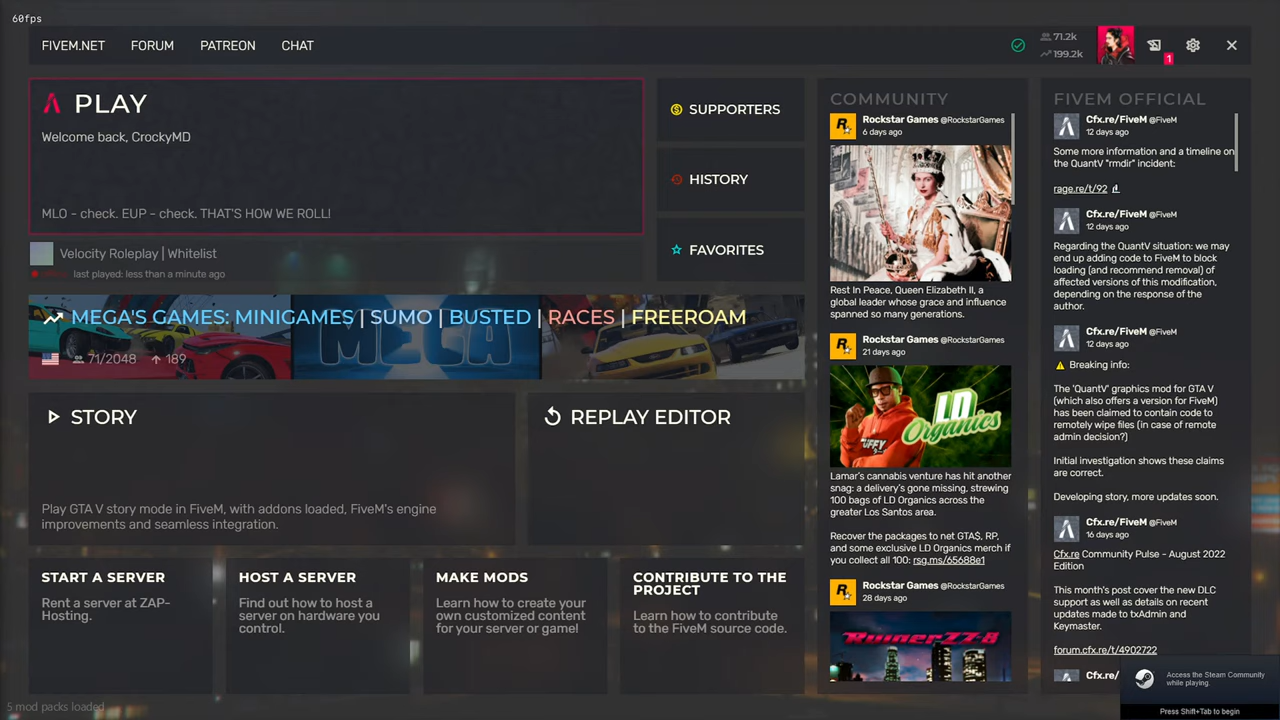 60fps
FIVEM.NET
FORUM
PATREON
CHAT
71.2k
199.2k
1
PLAY
Welcome back, CrockyMD
MLO - check. EUP - check. THAT'S HOW WE ROLL!
SUPPORTERS
HISTORY
FAVORITES
Velocity Roleplay | Whitelist
last played: less than a minute ago
MEGA'S GAMES: MINIGAMES | SUMO | BUSTED | RACES | FREEROAM
MEGA
71/2048
189
STORY
Play GTA V story mode in FiveM, with addons loaded, FiveM's engine
improvements and seamless integration.
REPLAY EDITOR
START A SERVER
Rent a server at ZAP-
Hosting.
HOST A SERVER
Find out how to host a
server on hardware you
control.
MAKE MODS
Learn how to create your
own customized content
for your server or game!
CONTRIBUTE TO THE
PROJECT
Learn how to contribute
to the FiveM source code.
5 mod packs loaded
COMMUNITY
Rockstar Games @RockstarGames
6 days ago
Rest In Peace, Queen Elizabeth II, a
global leader whose grace and influence
spanned so many generations.
Rockstar Games @RockstarGames
21 days ago
LD
Organics
Lamar's cannabis venture has hit another
snag: a delivery's gone missing, strewing
100 bags of LD Organics across the
greater Los Santos area.
Recover the packages to net GTA$, RP,
and some exclusive LD Organics merch if
you collect all 100: rsg.ms/65688e1
Rockstar Games @RockstarGames
28 days ago
FIVEM OFFICIAL
Cfx.re/FiveM @FiveM
12 days ago
Some more information and a timeline on
the QuantV "rmdir" incident:
rage.re/t/92
Cfx.re/FiveM @FiveM
12 days ago
Regarding the QuantV situation: we may
end up adding code to FiveM to block
loading (and recommend removal) of
affected versions of this modification,
depending on the response of the
author.
Cfx.re/FiveM @FiveM
12 days ago
Breaking info:
The 'QuantV' graphics mod for GTA V
(which also offers a version for FiveM)
has been claimed to contain code to
remotely wipe files (in case of remote
admin decision?)
Initial investigation shows these claims
are correct.
Developing story, more updates soon.
Cfx.re/FiveM @FiveM
16 days ago
Cfx.re Community Pulse - August 2022
Edition
This month's post cover the new DLC
support as well as details on recent
updates made to txAdmin and
Keymaster.
forum.cfx.re/t/4902722
Cfx.re/
Access the Steam Community
while playing.
Press Shift+Tab to begin